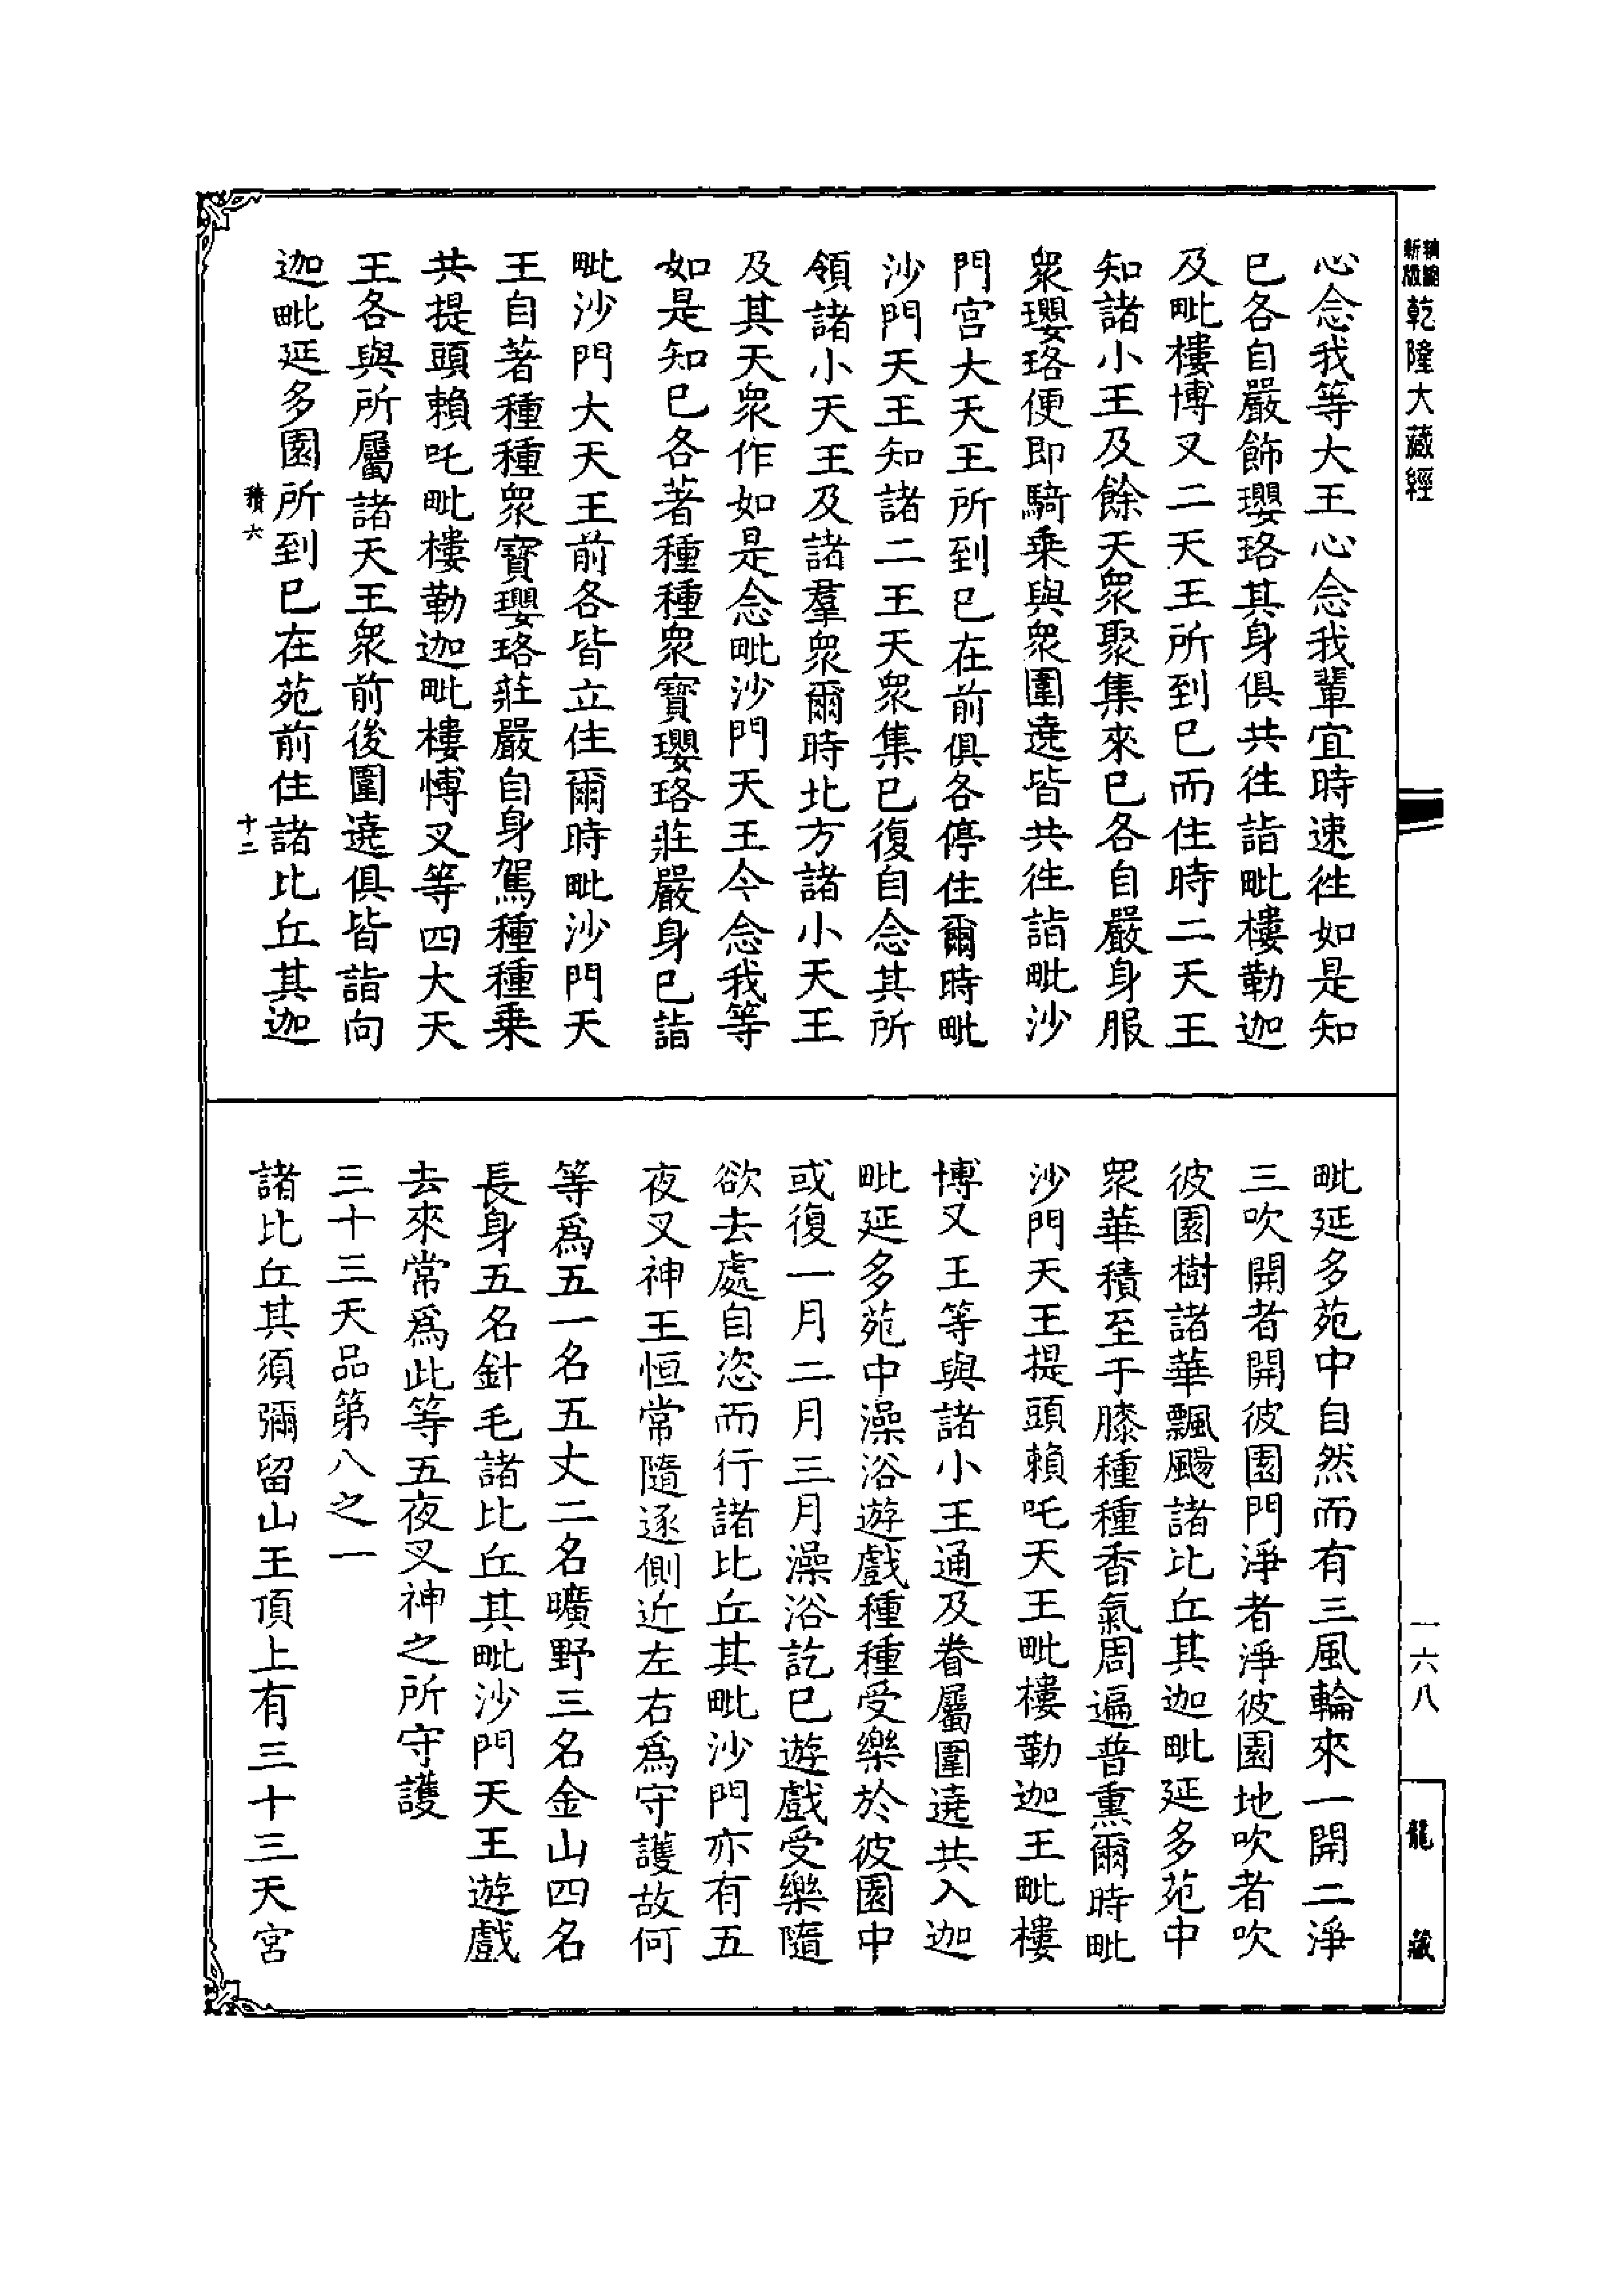 乾隆大藏經
心念我等大王心念我輩宜時速徃如是知
已各自嚴飾瓔珞其身俱共徃詣毗樓勒迦
及毗樓博叉二天王所到已而住時二天王
知諸小王及餘天衆聚集來已各自嚴身服
衆瓔珞便即騎乗與衆圍遶皆共徃詣毗沙
門宫大天王所到已在前俱各停住爾時毗
沙門天王知諸二王天衆集已復自念其所
領諸小天王及諸羣衆爾時北方諸小天王
及其天衆作如是念毗沙門天王今念我等
如是知已各著種種衆寶瓔珞莊嚴身已詣
毗沙門大天王前各皆立住爾時毗沙門天
王自著種種衆寶瓔珞莊嚴自身駕種種乗
共提頭賴吒毗樓勒迦毗樓愽叉等四大天
王各與所屬諸天王衆前後圍遶俱皆詣向
迦毗延多園所到已在苑前住諸比丘其迦
積六
十二
毗延多苑中自然而有三風輪來一開二淨
三吹開者開彼園門淨者淨彼園地吹者吹
彼園樹諸華飄颺諸比丘其迦毗延多苑中
衆華積至于膝種種香氣周遍普熏爾時毗
沙門天王提頭賴吒天王毗樓勒迦王毗樓
博叉王等與諸小王通及眷屬圍遶共入迦
毗延多苑中澡浴遊戲種種受樂於彼園中
或復一月二月三月澡浴訖已遊戲受樂隨
欲去處自恣而行諸比丘其毗沙門亦有五
夜叉神王恒常隨逐側近左右爲守護故何
等爲五一名五丈二名曠野三名金山四名
長身五名針毛諸比丘其毗沙門天王遊戲
去來常爲此等五夜叉神之所守護
三十三天品第八之一
諸比丘其須彌留山王頂上有三十三天宮
一六八
龍藏